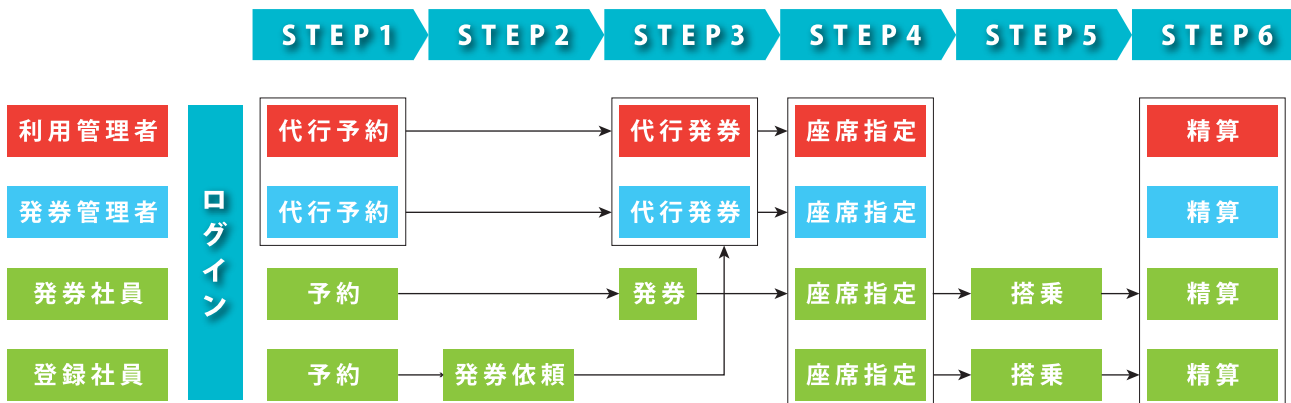 STEP1 STEP2 STEP3 STEP4 STEP5 STEP6
利用管理者 代行予約 代行発券 座席指定 精算
ログイン
発券管理者 代行予約 代行発券 座席指定 精算
発券社員 予約 発券 座席指定 搭乗 精算
登録社員 予約 発券依頼 座席指定 搭乗 精算